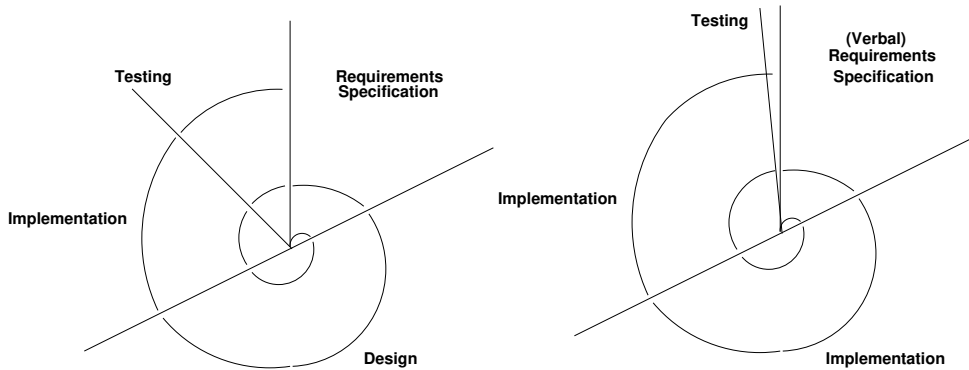 Testing
Requirements
Specification
Implementation
Design
Testing
(Verbal)
Requirements
Specification
Implementation
Implementation